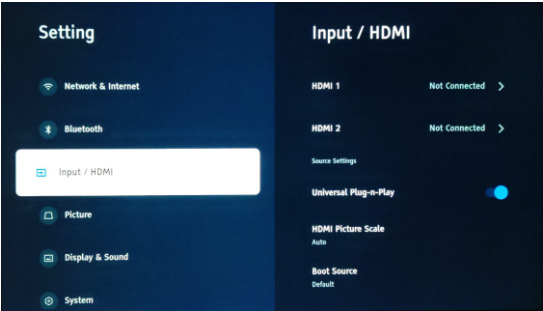 Setting
Network & Internet
Bluetooth
Input / HDMI
Picture
Display & Sound
System
Input / HDMI
HDMI 1 Not Connected
HDMI 2 Not Connected
Source Settings
Universal Plug-n-Play
HDMI Picture Scale
Auto
Boot Source
Default